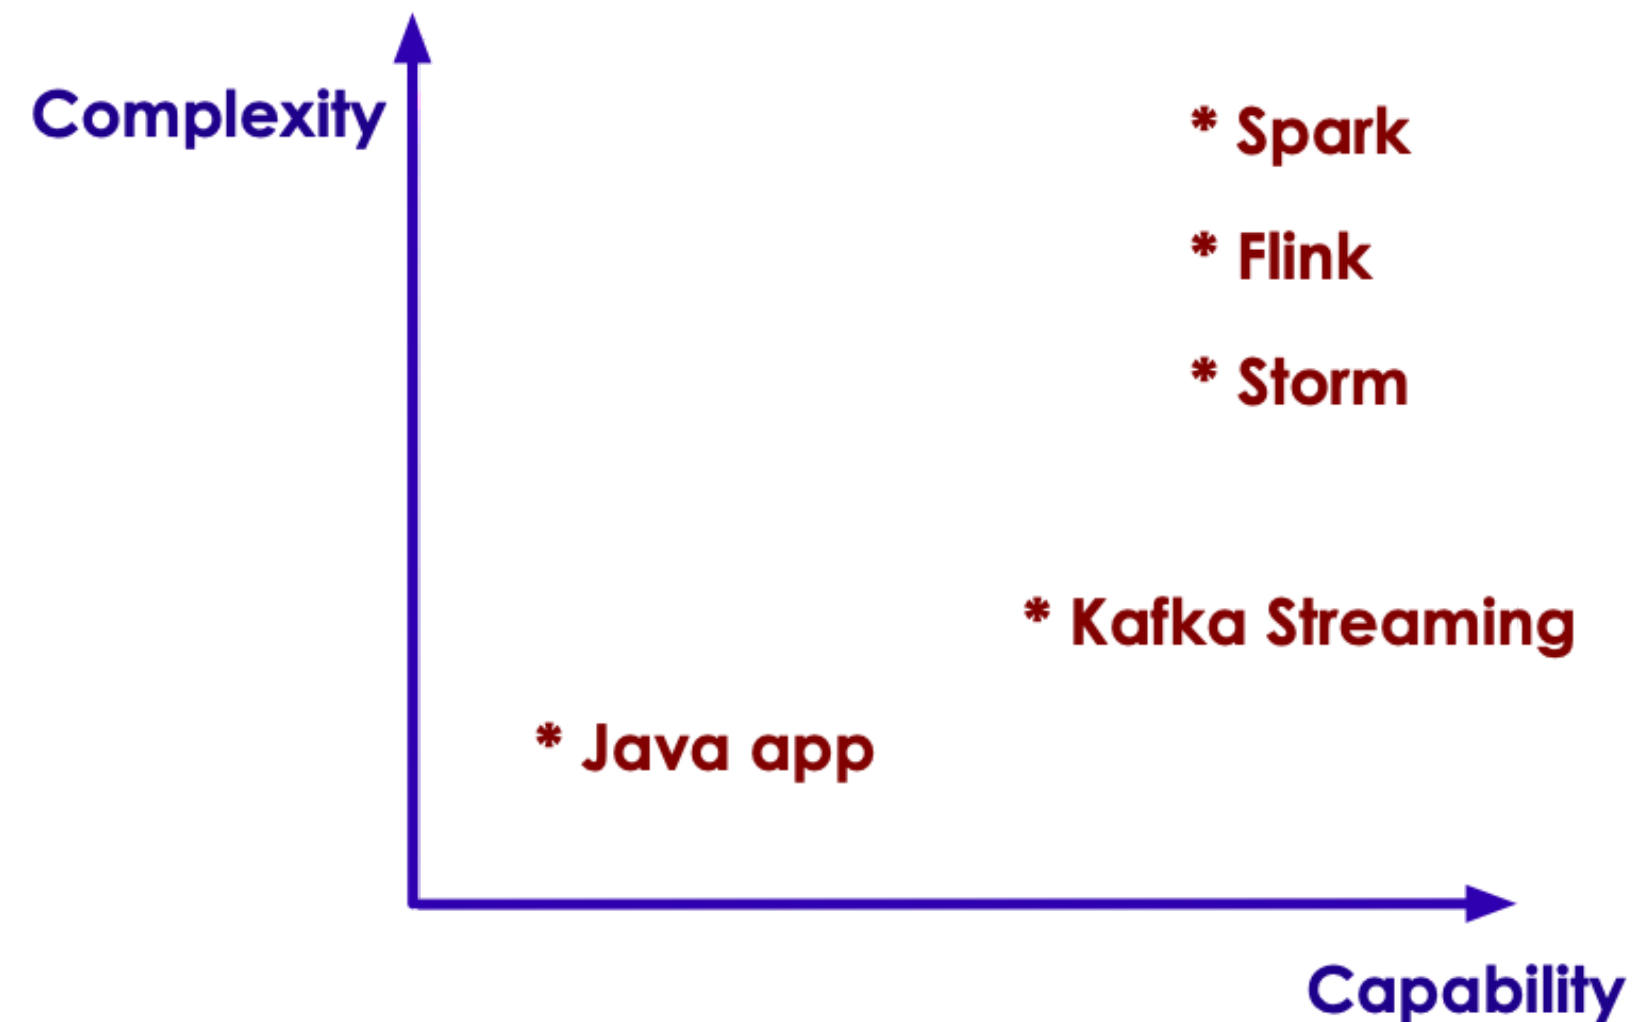 Complexity
* Spark
* Flink
* Storm
* Kafka Streaming
* Java app
Capability